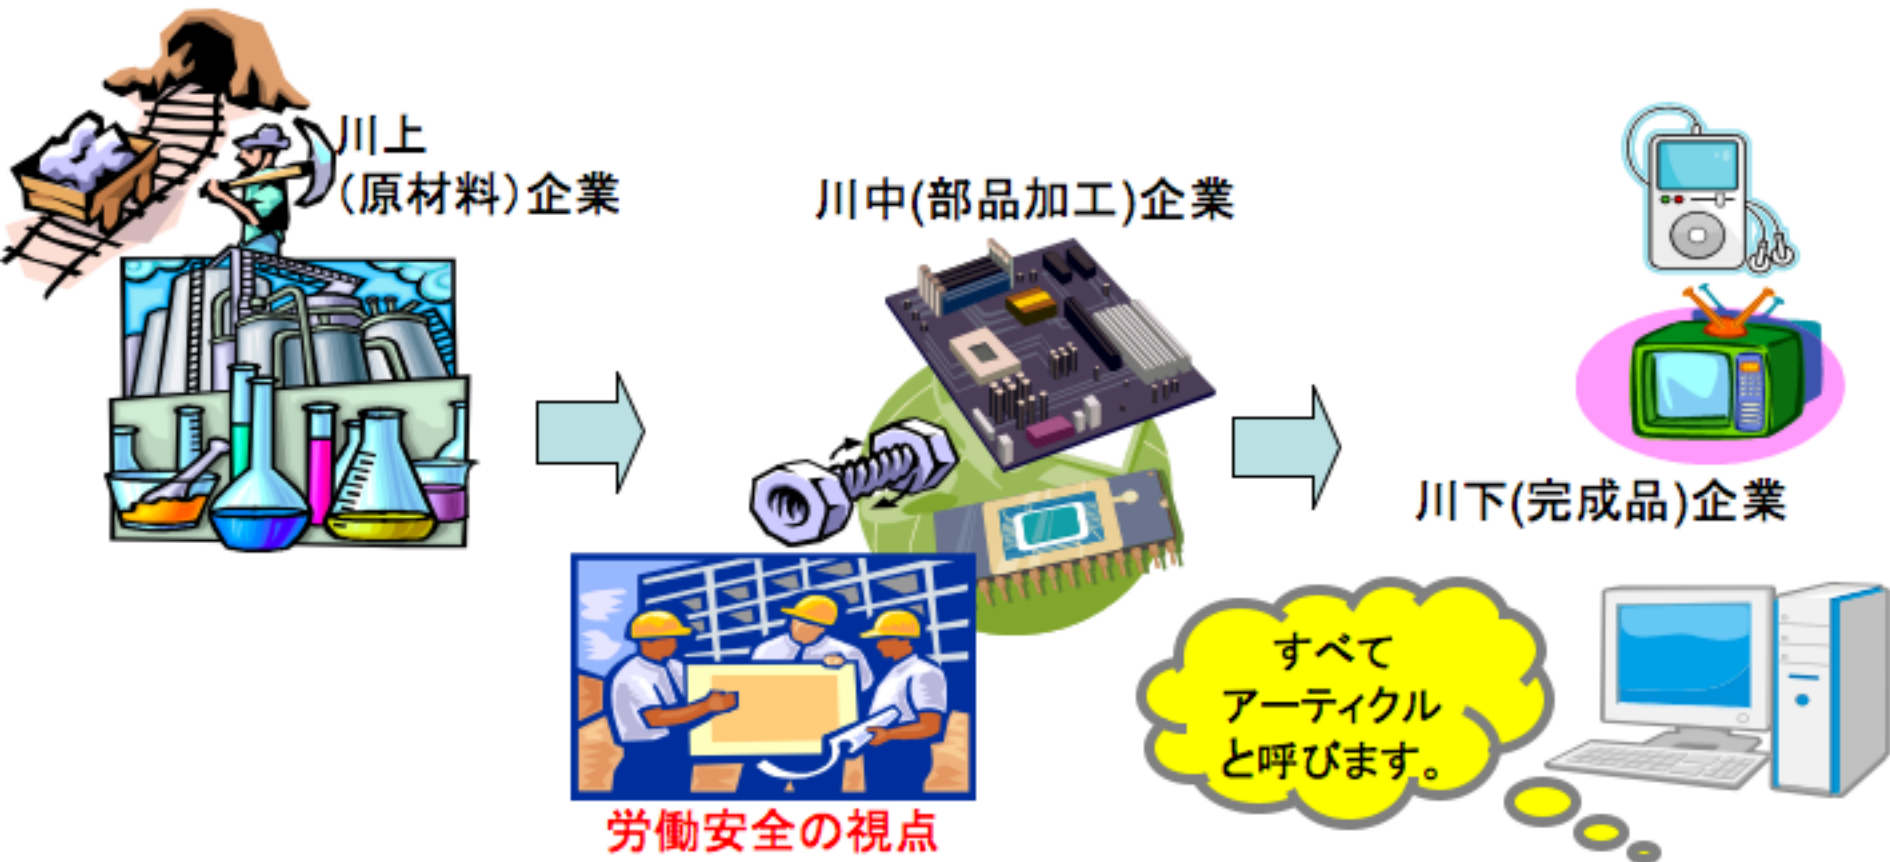 川上
（原材料）企業
川中(部品加工)企業
川下(完成品)企業
すべて
アーティクル
と呼びます。
労働安全の視点